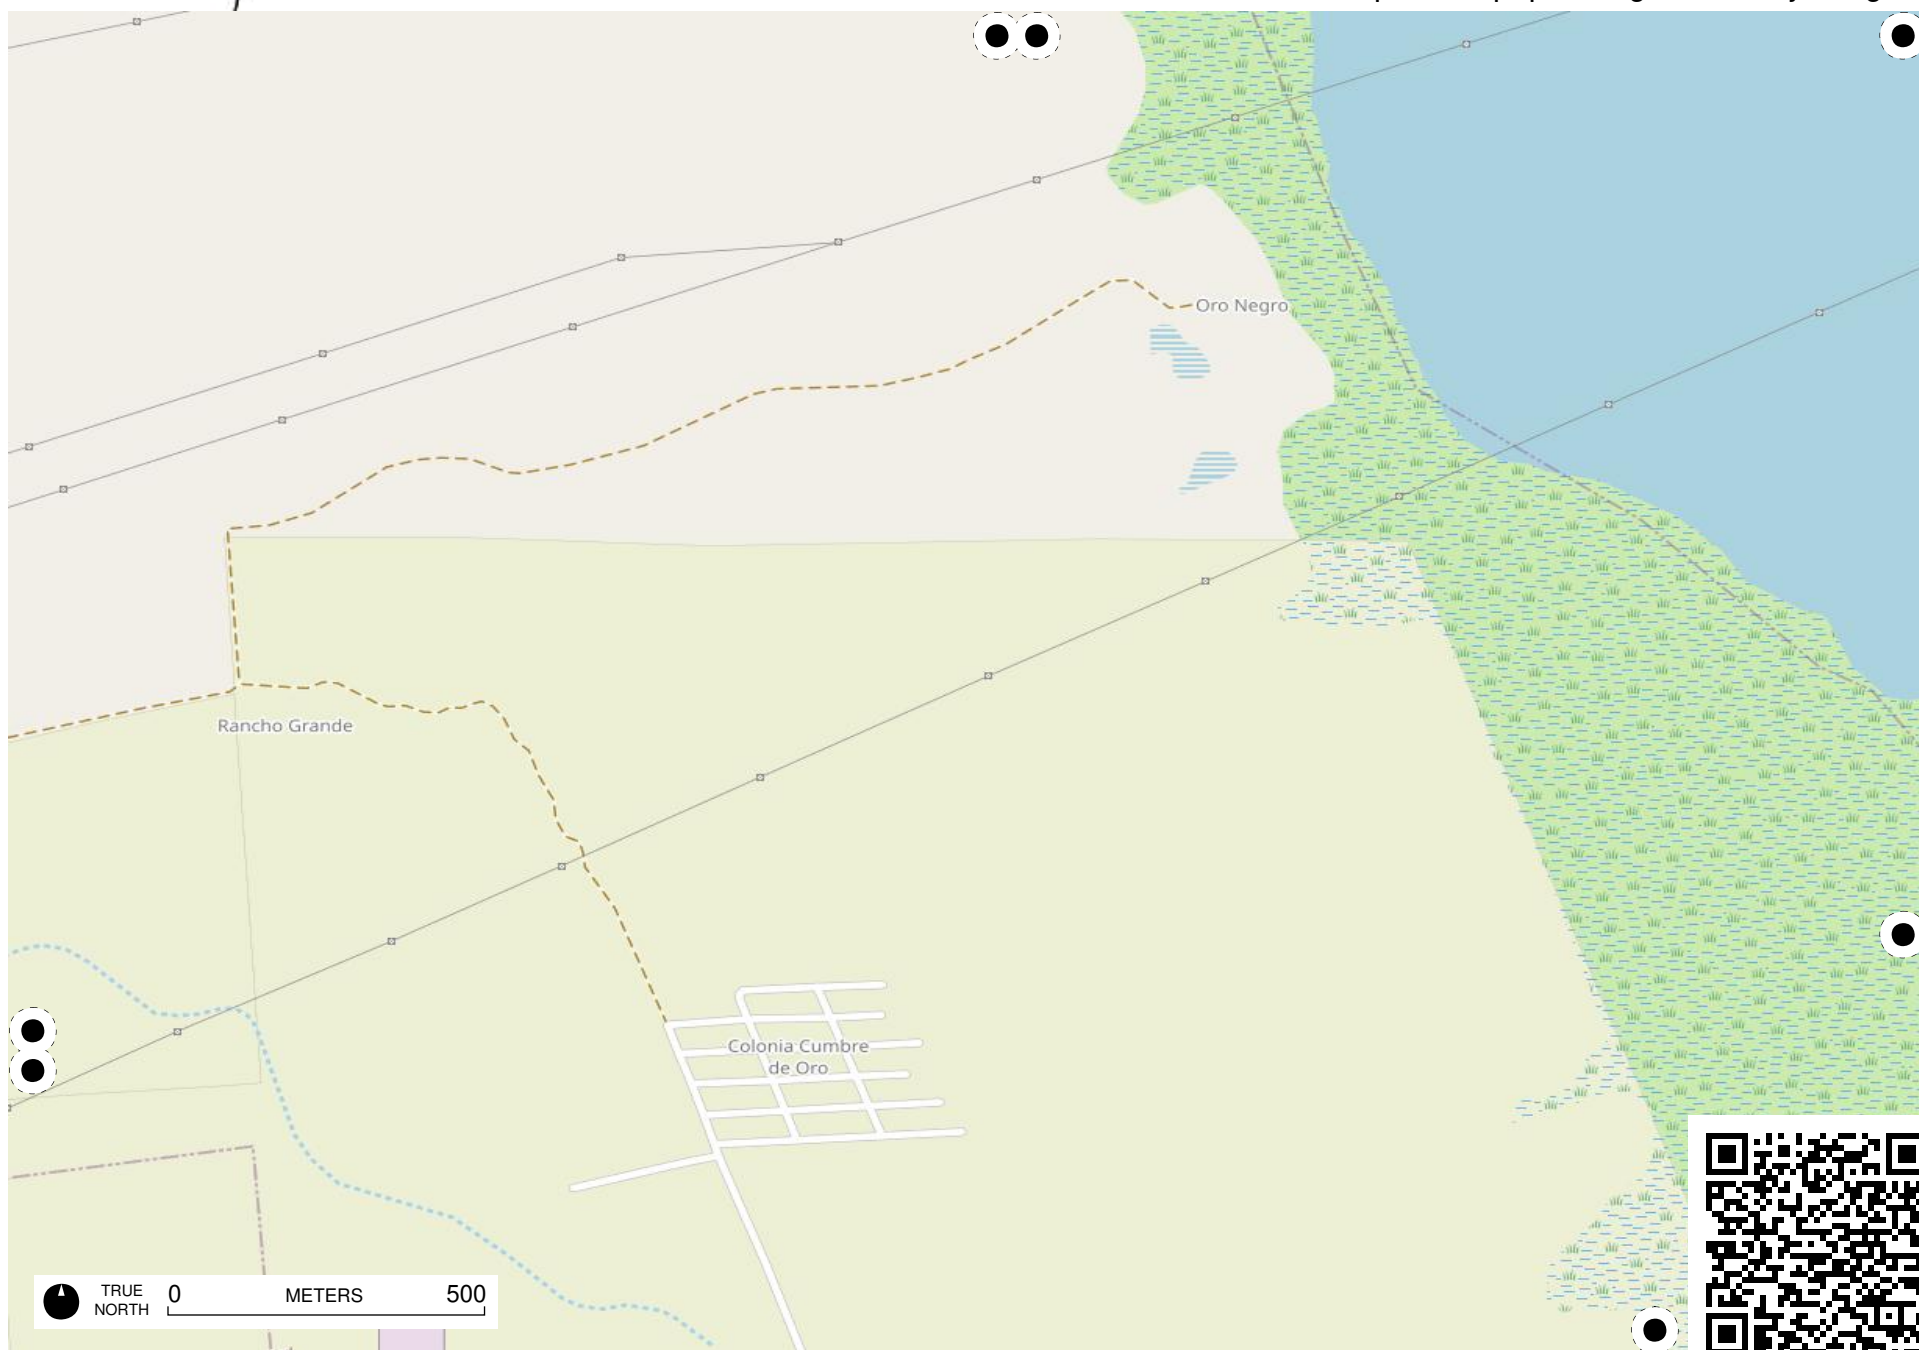 Oro Negro
Rancho Grande
Colonia Cumbre
de Oro
TRUE
NORTH
0
METERS
500